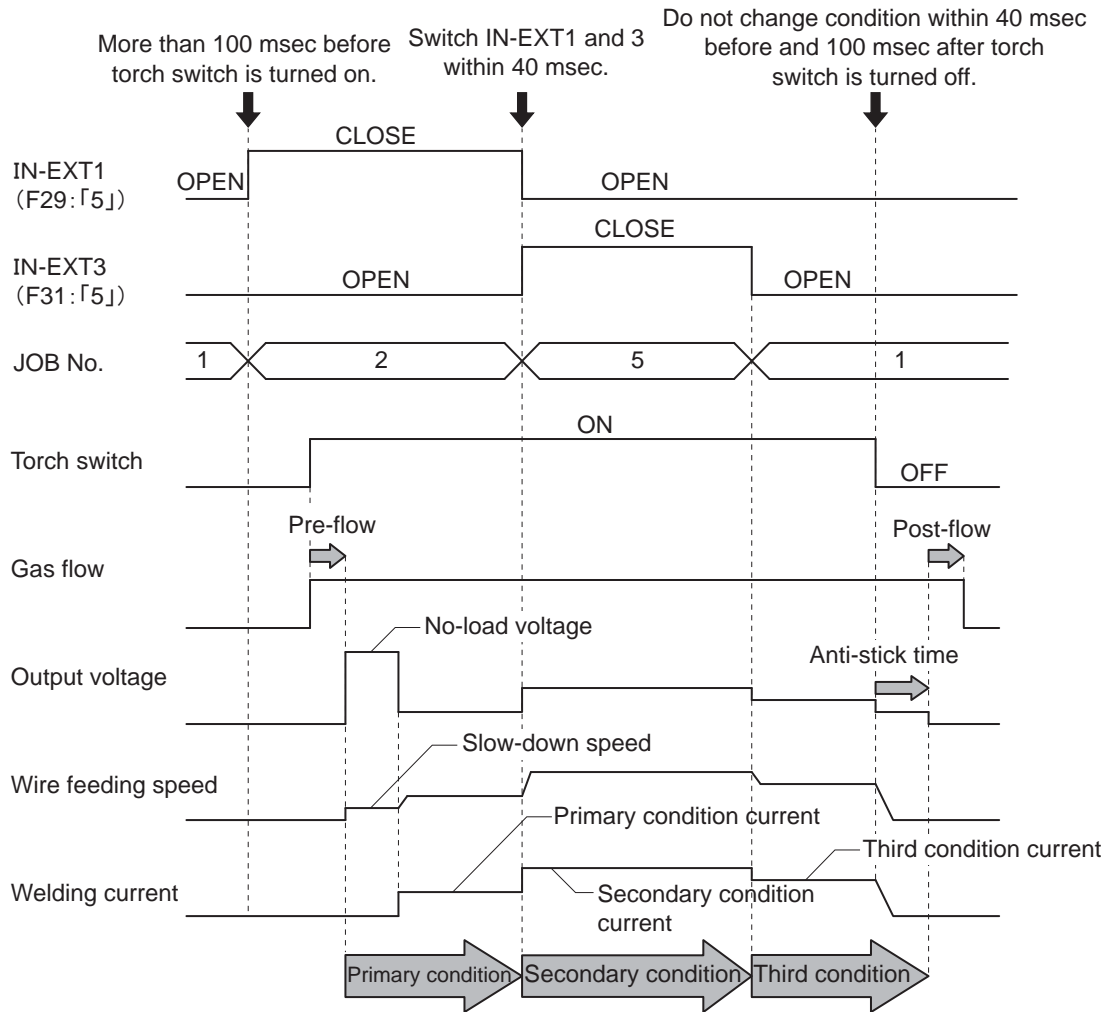 More than 100 msec before
torch switch is turned on.
Switch IN-EXT1 and 3
within 40 msec.
Do not change condition within 40 msec
before and 100 msec after torch
switch is turned off.
IN-EXT1
（F29：「5」）
OPEN
CLOSE
OPEN
IN-EXT3
（F31：「5」）
OPEN
CLOSE
OPEN
JOB No.
1
2
5
1
Torch switch
ON
OFF
Gas flow
Pre-flow
Post-flow
Output voltage
No-load voltage
Anti-stick time
Wire feeding speed
Slow-down speed
Welding current
Primary condition current
Secondary condition
current
Third condition current
Primary condition
Secondary condition
Third condition